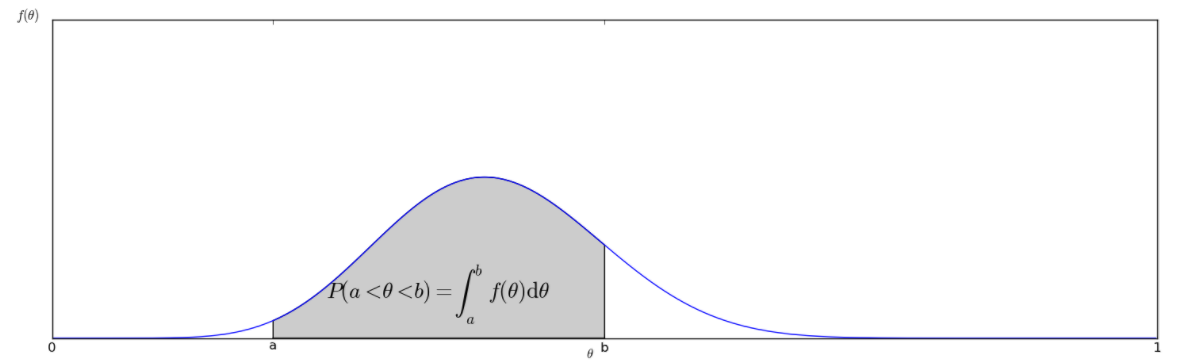 f(θ)
P(a <θ <b) = ∫_a^b f(θ)dθ
0 a b 1
θ